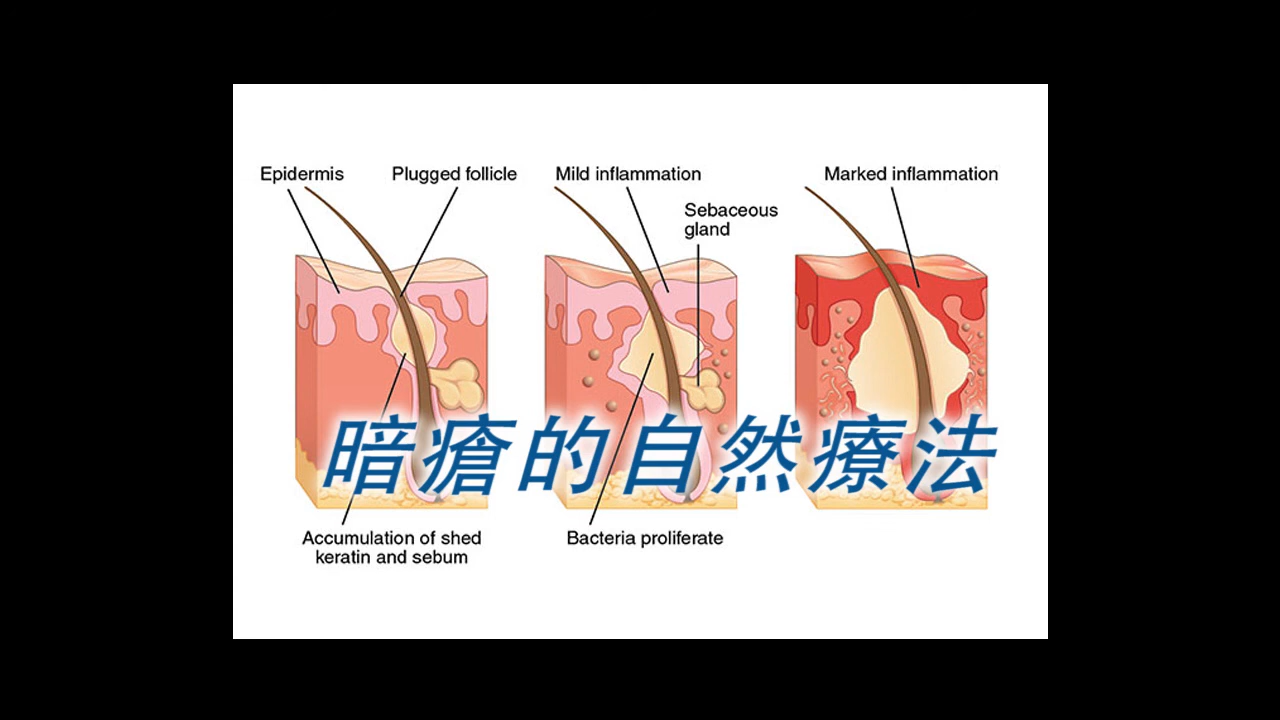 Epidermis
Plugged follicle
Mild inflammation
Marked inflammation
Sebaceous
gland
暗瘡的自然療法
Accumulation of shed
keratin and sebum
Bacteria proliferate